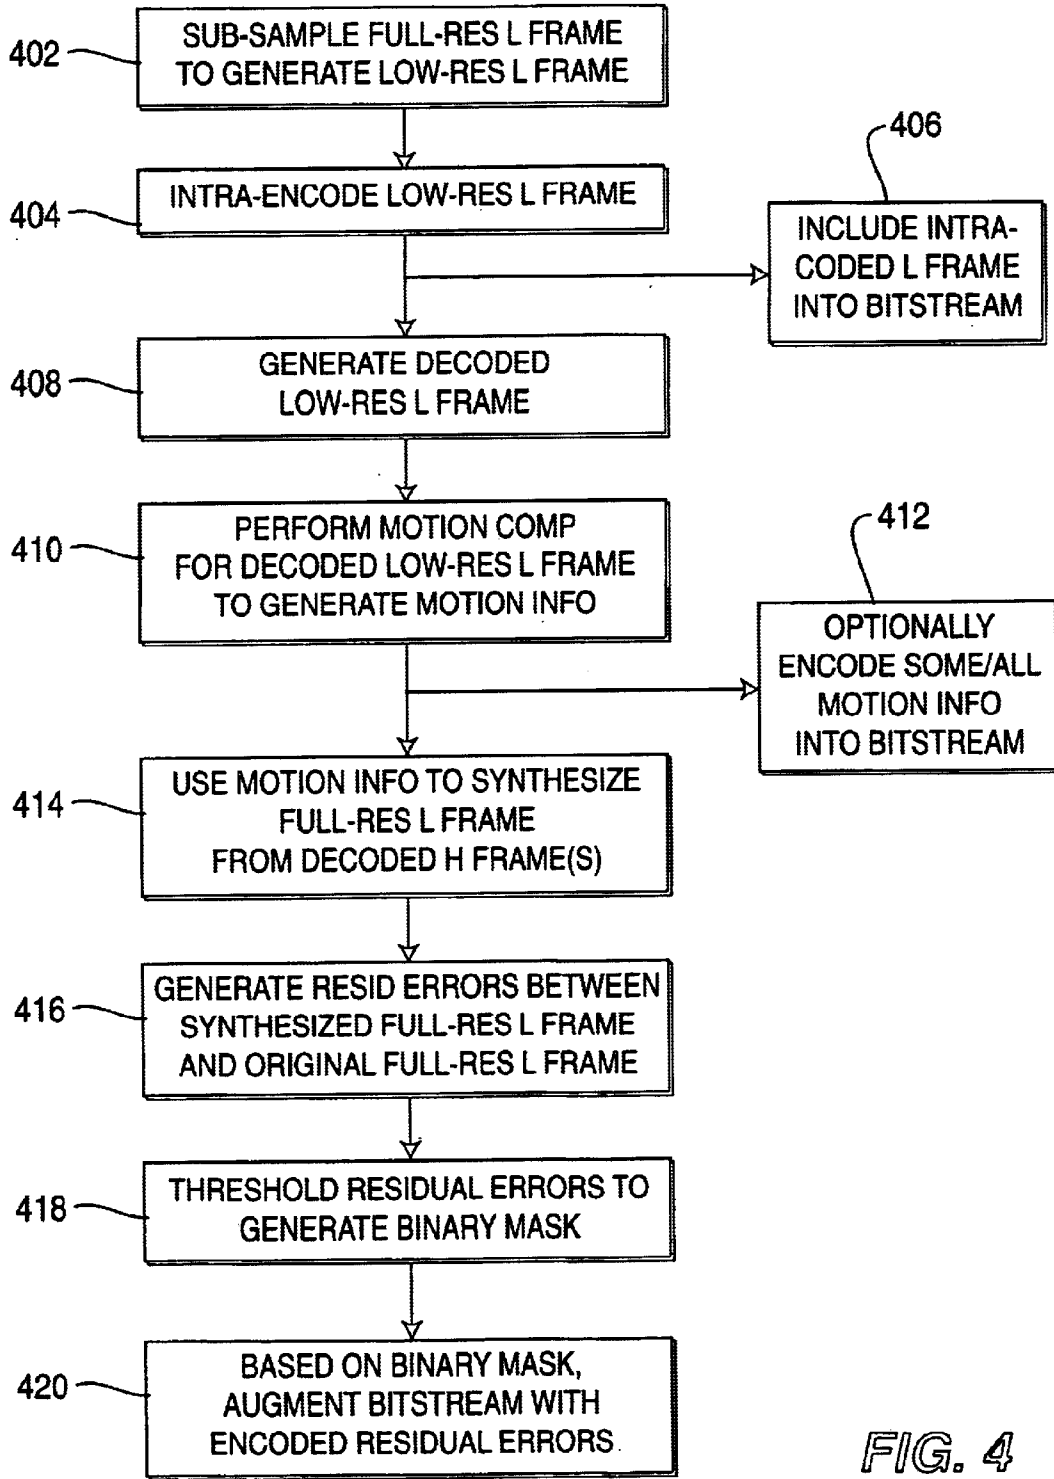 402
SUB-SAMPLE FULL-RES L FRAME
TO GENERATE LOW-RES L FRAME
404
INTRA-ENCODE LOW-RES L FRAME
406
INCLUDE INTRA-
CODED L FRAME
INTO BITSTREAM
408
GENERATE DECODED
LOW-RES L FRAME
410
PERFORM MOTION COMP
FOR DECODED LOW-RES L FRAME
TO GENERATE MOTION INFO
412
OPTIONALLY
ENCODE SOME/ALL
MOTION INFO
INTO BITSTREAM
414
USE MOTION INFO TO SYNTHESIZE
FULL-RES L FRAME
FROM DECODED H FRAME(S)
416
GENERATE RESID ERRORS BETWEEN
SYNTHESIZED FULL-RES L FRAME
AND ORIGINAL FULL-RES L FRAME
418
THRESHOLD RESIDUAL ERRORS TO
GENERATE BINARY MASK
420
BASED ON BINARY MASK,
AUGMENT BITSTREAM WITH
ENCODED RESIDUAL ERRORS
FIG. 4